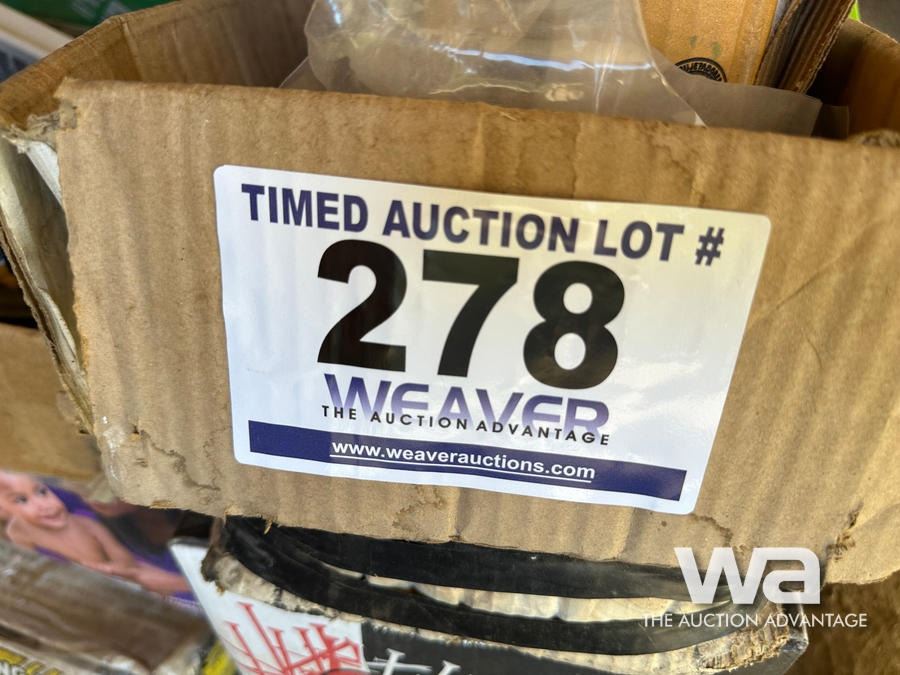 TIMED AUCTION LOT #
278
WEAVER
THE AUCTION ADVANTAGE
www.weaverauctions.com
wa
THE AUCTION ADVANTAGE